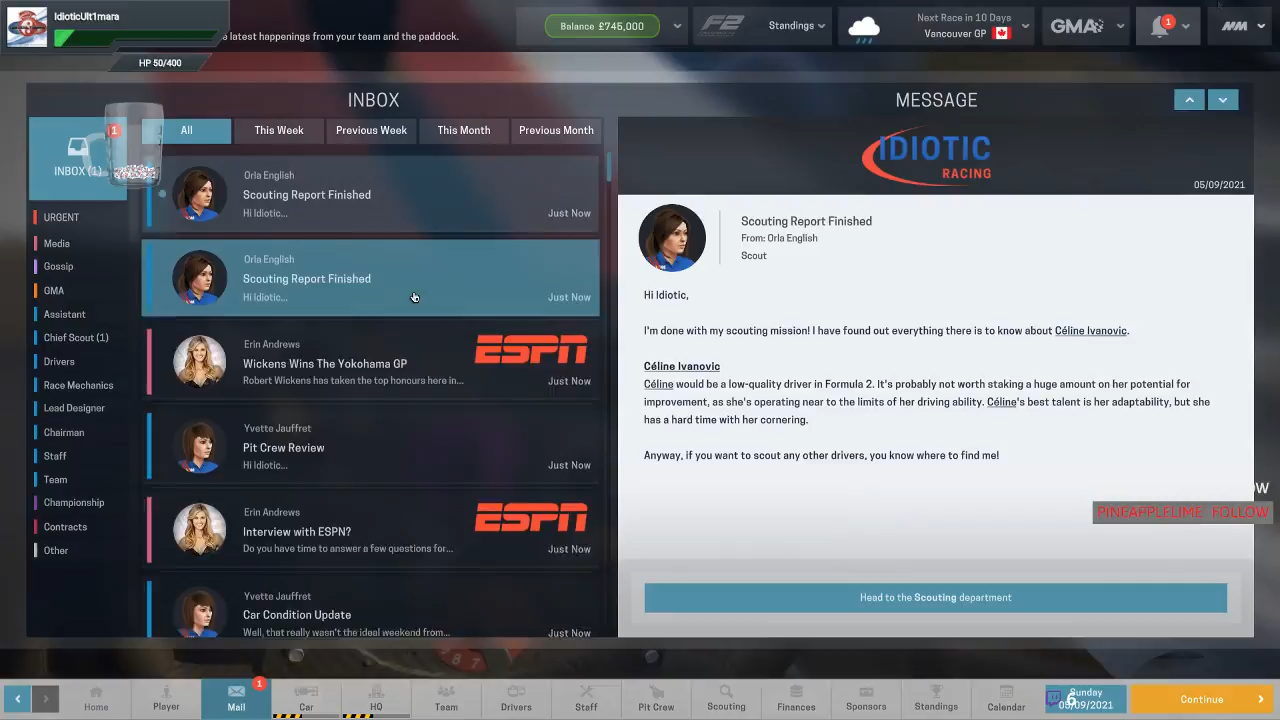 IdioticUlt1mara
e latest happenings from your team and the paddock.
HP 50/400
Balance £745,000
F2
Standings
Next Race in 10 Days
Vancouver GP
GMA
1
MM
INBOX
MESSAGE
1
INBOX (1)
All
This Week
Previous Week
This Month
Previous Month
URGENT
Media
Gossip
GMA
Assistant
Chief Scout (1)
Drivers
Race Mechanics
Lead Designer
Chairman
Staff
Team
Championship
Contracts
Other
Orla English
Scouting Report Finished
Hi Idiotic...
Just Now
Orla English
Scouting Report Finished
Hi Idiotic...
Just Now
Erin Andrews
Wickens Wins The Yokohama GP
Robert Wickens has taken the top honours here in...
ESPN
Just Now
Yvette Jauffret
Pit Crew Review
Hi Idiotic...
Just Now
Erin Andrews
Interview with ESPN?
Do you have time to answer a few questions for...
ESPN
Just Now
Yvette Jauffret
Car Condition Update
Well, that really wasn't the ideal weekend from...
Just Now
IDIOTIC
RACING
05/09/2021
Scouting Report Finished
From: Orla English
Scout
Hi Idiotic,
I'm done with my scouting mission! I have found out everything there is to know about Céline Ivanovic.
Céline Ivanovic
Céline would be a low-quality driver in Formula 2. It's probably not worth staking a huge amount on her potential for
improvement, as she's operating near to the limits of her driving ability. Céline's best talent is her adaptability, but she
has a hard time with her cornering.
Anyway, if you want to scout any other drivers, you know where to find me!
OW
PINEAPPLELIME FOLLOW
Head to the Scouting department
8 7
Home
Player
Mail
1
Car
HQ
Team
Drivers
Staff
Pit Crew
Scouting
Finances
Sponsors
Standings
Calendar
6
Sunday
05/09/2021
Continue